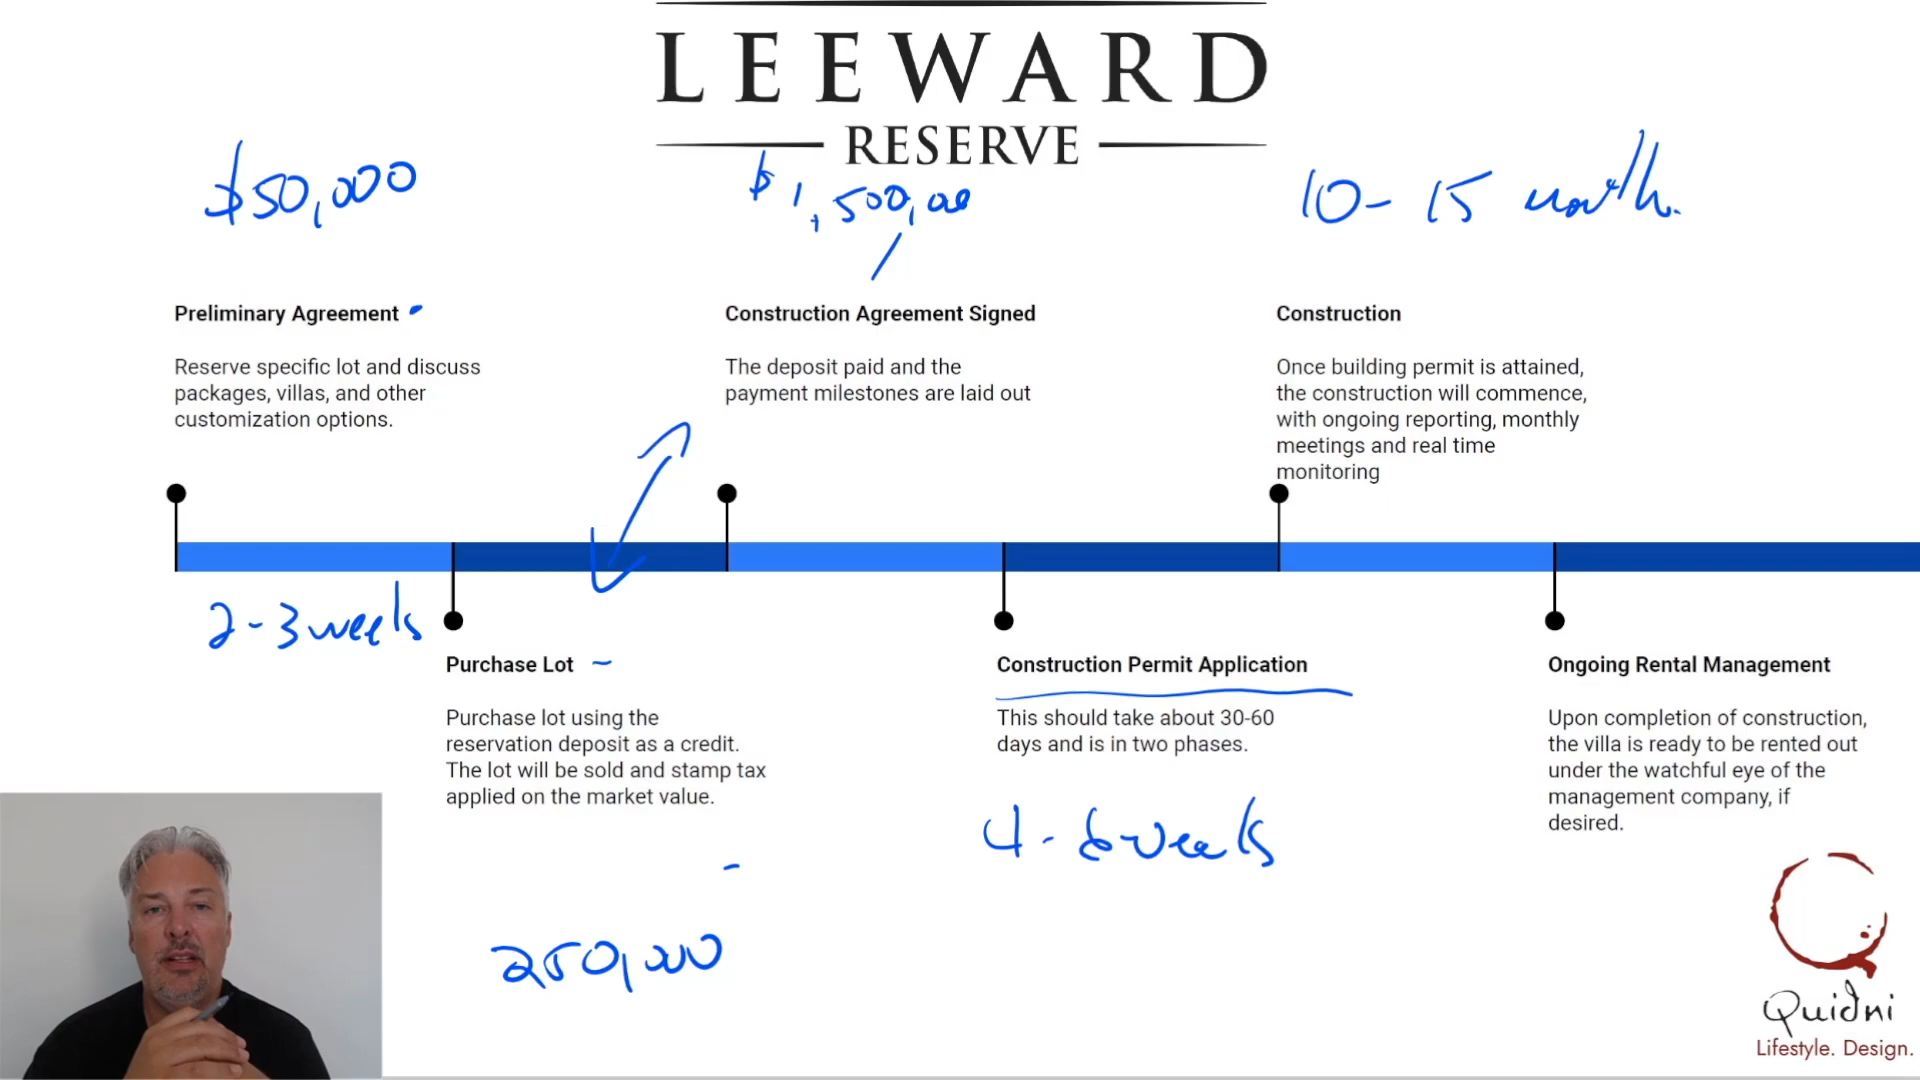 LEEWARD
RESERVE
$50,000
$1,500,00
10- 15 month.
Preliminary Agreement
Reserve specific lot and discuss
packages, villas, and other
customization options.
Construction Agreement Signed
The deposit paid and the
payment milestones are laid out
Construction
Once building permit is attained,
the construction will commence,
with ongoing reporting, monthly
meetings and real time
monitoring
2-3 weeks
Purchase Lot
Purchase lot using the
reservation deposit as a credit.
The lot will be sold and stamp tax
applied on the market value.
250,000
Construction Permit Application
This should take about 30-60
days and is in two phases.
4-6 weeks
Ongoing Rental Management
Upon completion of construction,
the villa is ready to be rented out
under the watchful eye of the
management company, if
desired.
Quidni
Lifestyle. Design.